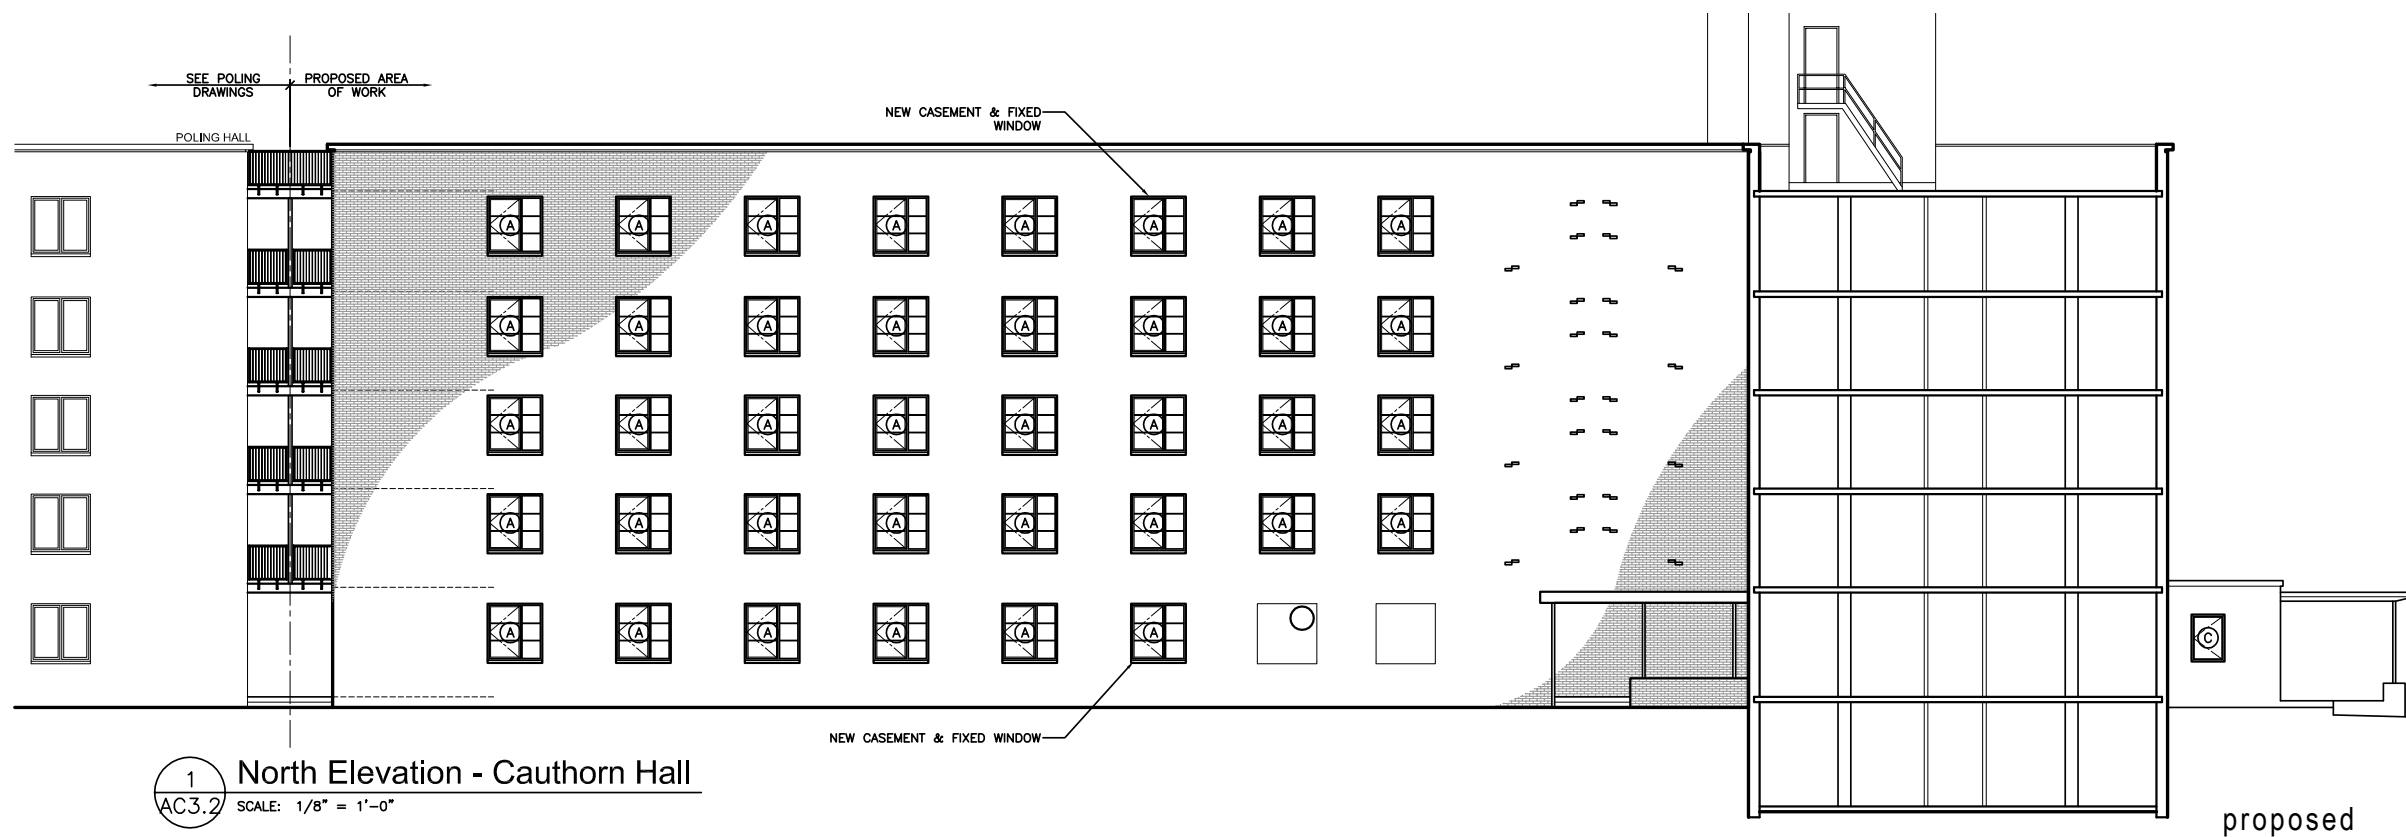 SEE POLING
DRAWINGS
PROPOSED AREA
OF WORK
POLING HALL
NEW CASEMENT & FIXED
WINDOW
A A A A A A A A
A A A A A A A A
A A A A A A A A
A A A A A A A A
A A A A A A
C
NEW CASEMENT & FIXED WINDOW
1
AC3.2
North Elevation - Cauthorn Hall
SCALE: 1/8" = 1'-0"
proposed